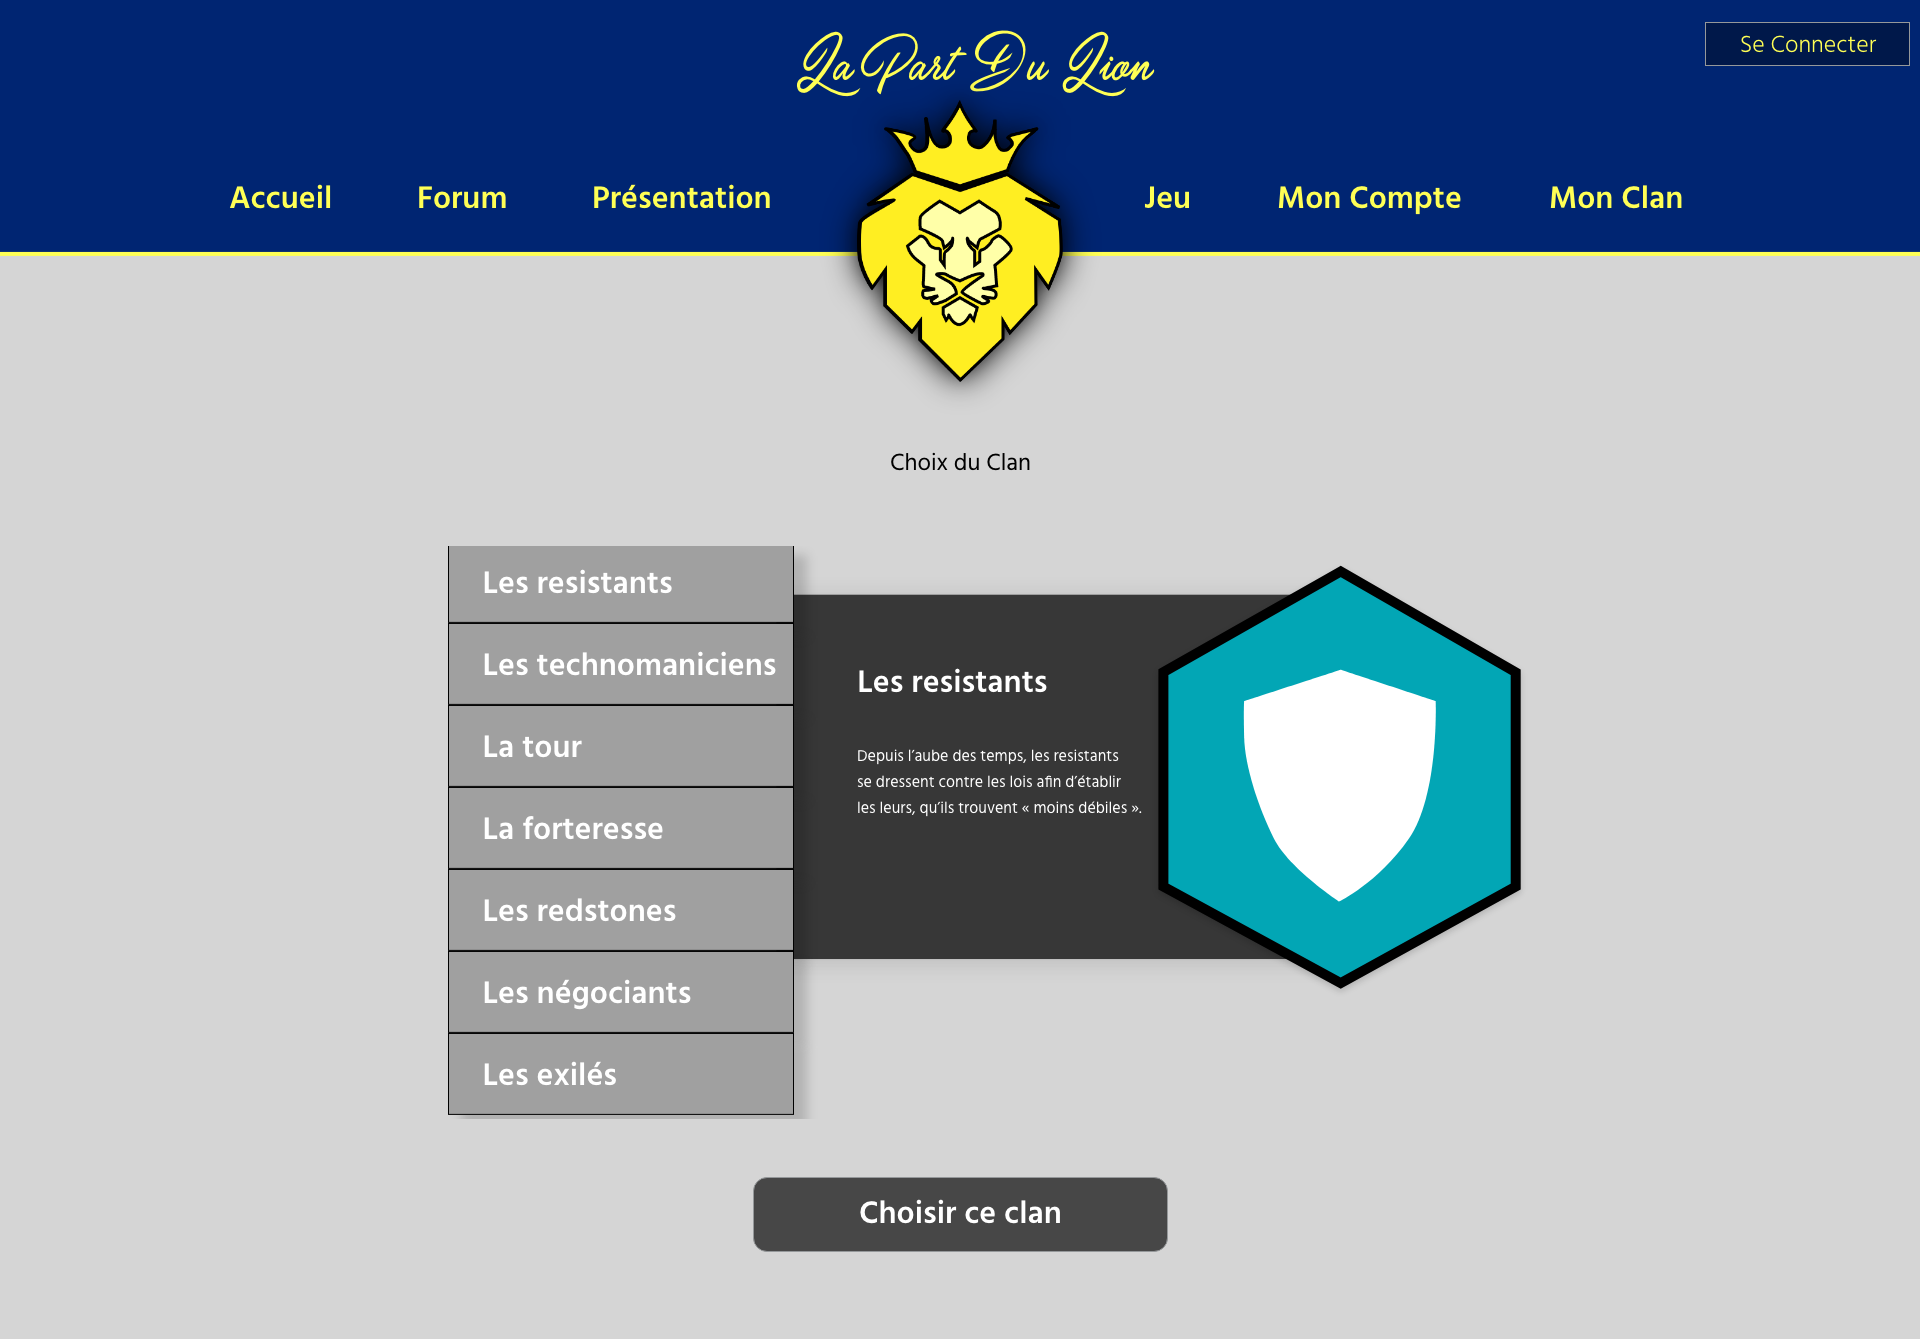 La Part Du Lion
Se Connecter
Accueil
Forum
Présentation
Jeu
Mon Compte
Mon Clan
Choix du Clan
Les resistants
Les technomaniciens
La tour
La forteresse
Les redstones
Les négociants
Les exilés
Les resistants
Depuis l’aube des temps, les resistants
se dressent contre les lois afin d’établir
les leurs, qu’ils trouvent « moins débiles ».
Choisir ce clan